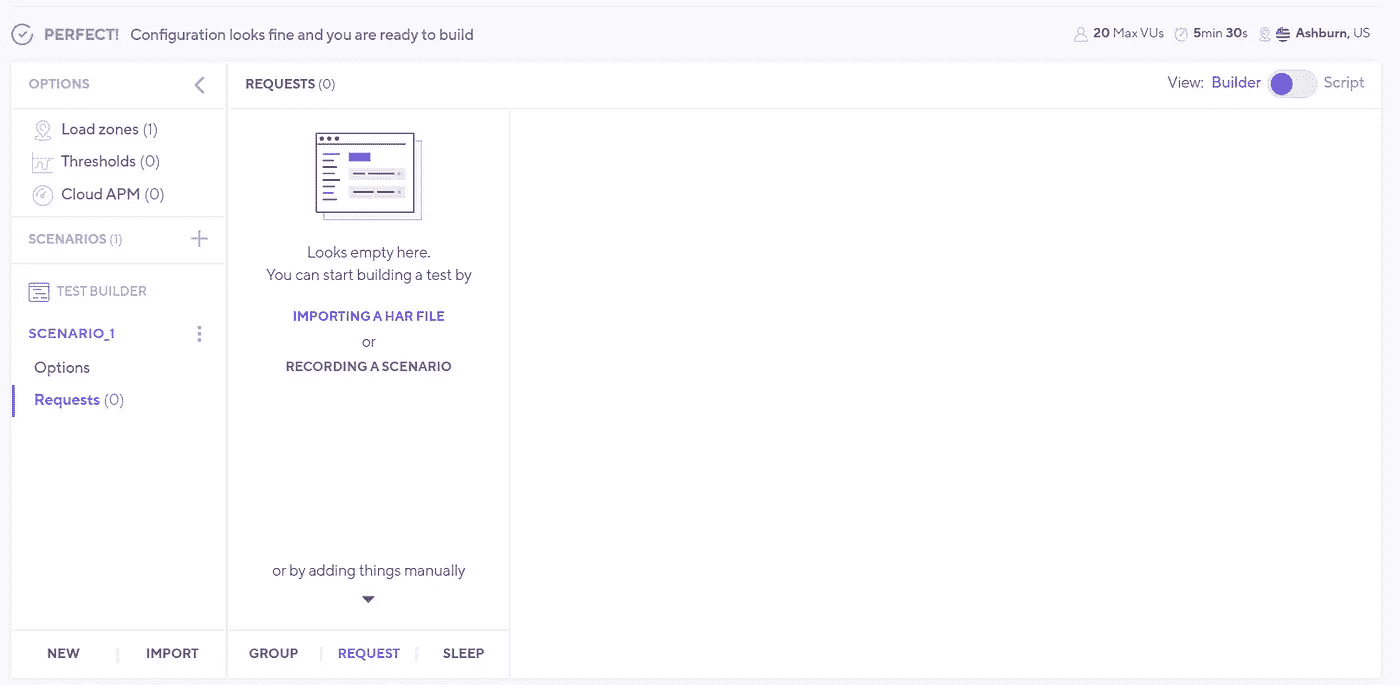 PERFECT! Configuration looks fine and you are ready to build
20 Max VUs 5min 30s Ashburn, US
OPTIONS
Load zones (1)
Thresholds (0)
Cloud APM (0)
SCENARIOS (1)
TEST BUILDER
SCENARIO_1
Options
Requests (0)
NEW IMPORT
REQUESTS (0)
View: Builder Script
Looks empty here.
You can start building a test by
IMPORTING A HAR FILE
or
RECORDING A SCENARIO
or by adding things manually
GROUP REQUEST SLEEP